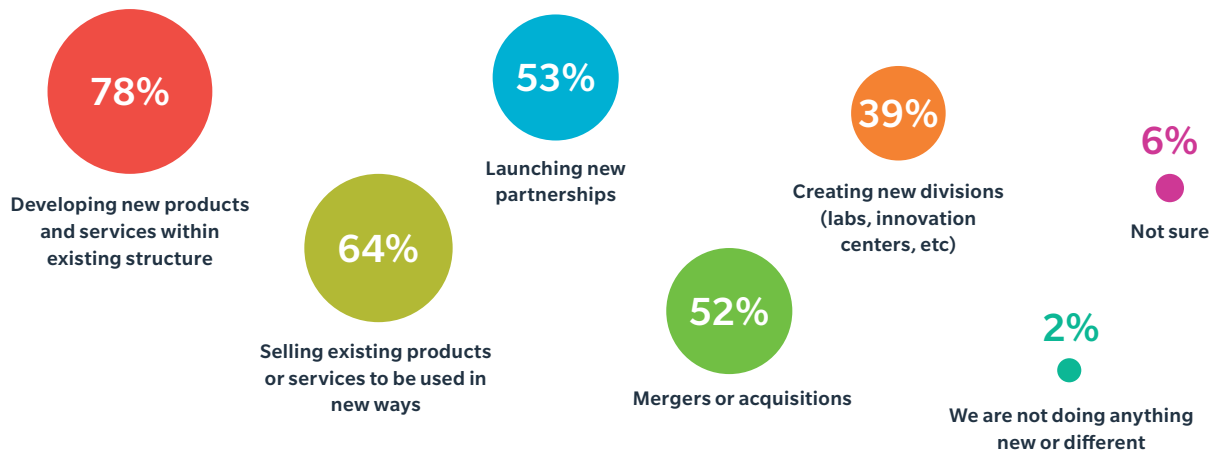 78%
Developing new products
and services within
existing structure
64%
Selling existing products
or services to be used in
new ways
53%
Launching new
partnerships
52%
Mergers or acquisitions
39%
Creating new divisions
(labs, innovation
centers, etc)
2%
We are not doing anything
new or different
6%
Not sure